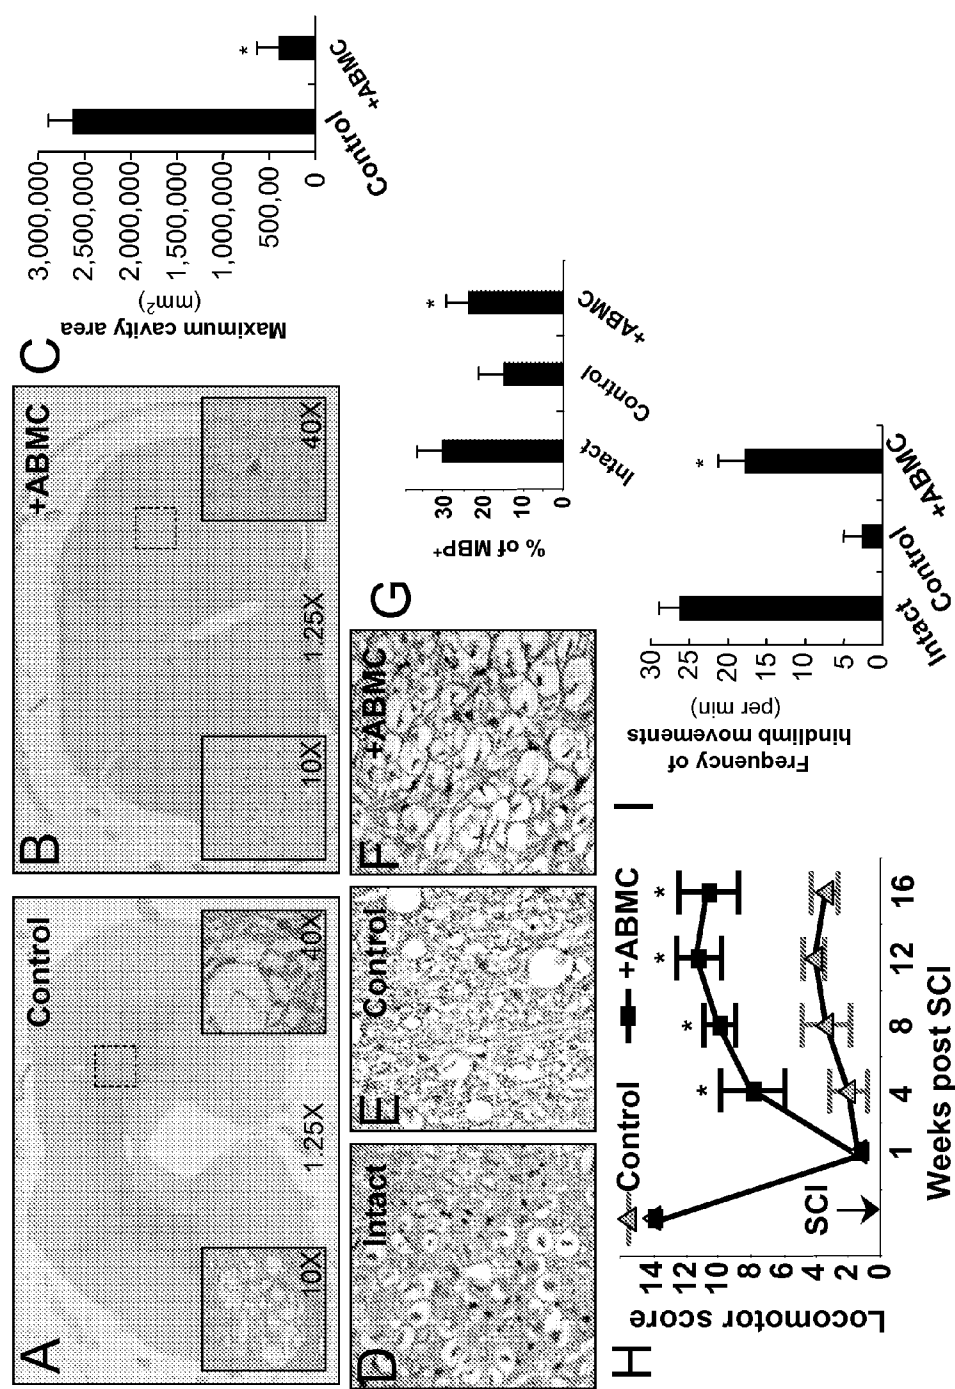 A
Control
10X
1.25X
40X
B
+ABMC
10X
1.25X
40X
C
Maximum cavity area
(mm²)
3,000,000
2,500,000
2,000,000
1,500,000
1,000,000
500,00
0
*
Control
+ABMC
D
Intact
E
Control
F
+ABMC
G
% of MBP⁺
30
20
10
0
*
Intact
Control
+ABMC
H
Control
+ABMC
Locomotor score
14
12
10
8
6
4
2
0
SCI
* * * *
1 4 8 12 16
Weeks post SCI
I
Frequency of
hindlimb movements
(per min)
30
25
20
15
10
5
0
*
Intact
Control
+ABMC